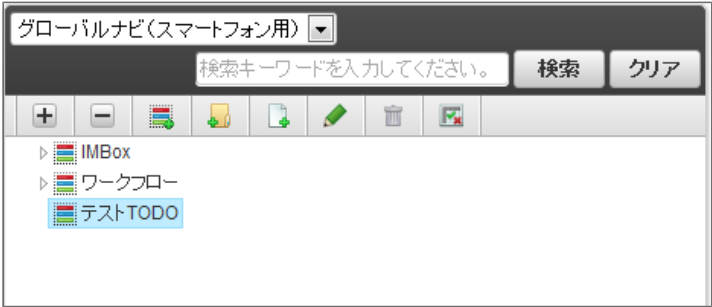 グローバルナビ(スマートフォン用)
検索キーワードを入力してください。 検索 クリア
IMBox
ワークフロー
テストTODO